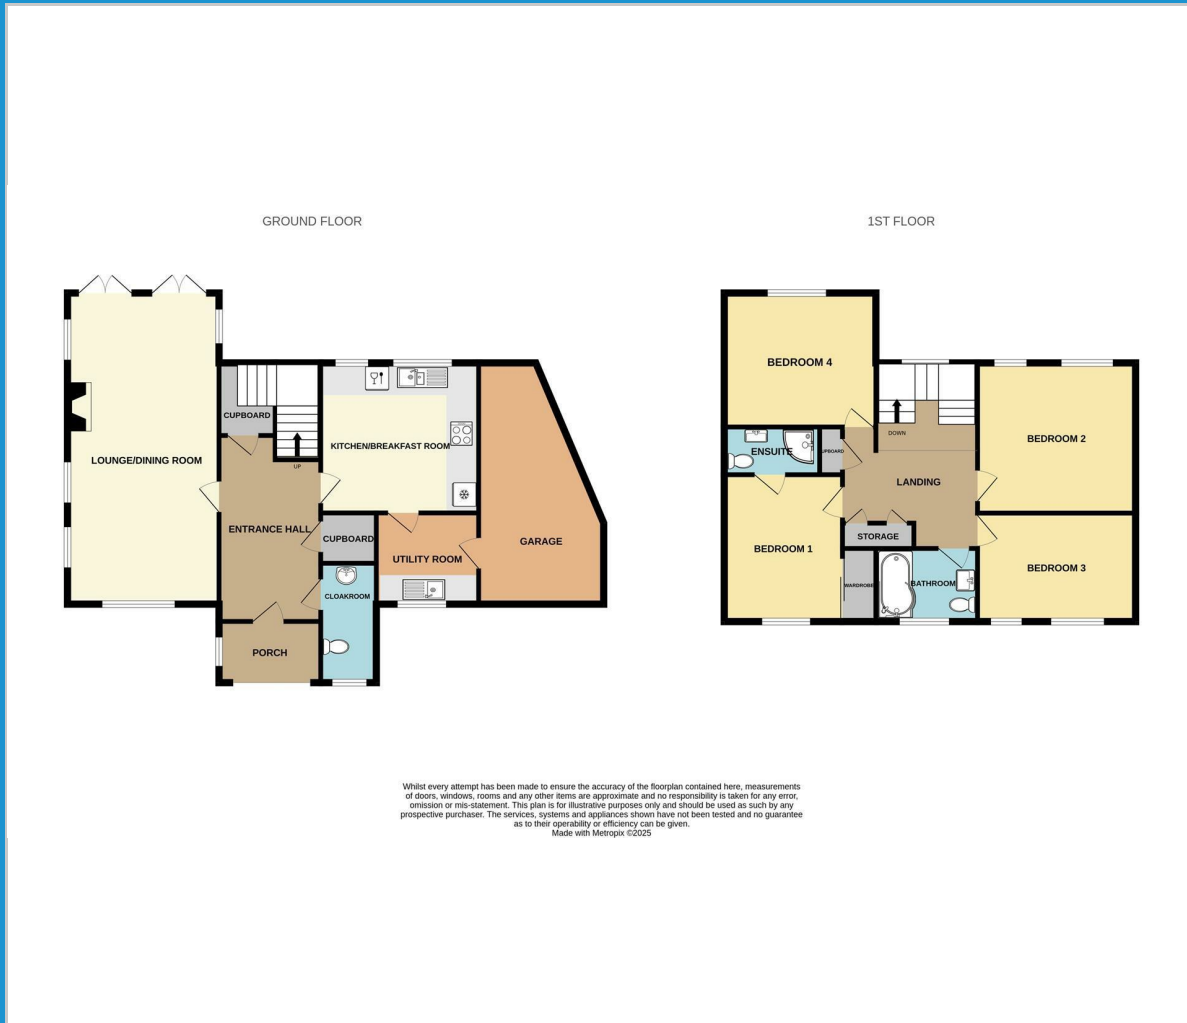 GROUND FLOOR
1ST FLOOR
BEDROOM 4
CUPBOARD
DOWN
BEDROOM 2
KITCHEN/BREAKFAST ROOM
ENSUITE
UPBOARD
LOUNGE/DINING ROOM
UP
LANDING
ENTRANCE HALL
CUPBOARD
GARAGE
STORAGE
BEDROOM 1
UTILITY ROOM
BEDROOM 3
WARDROBE
BATHROOM
CLOAKROOM
PORCH
Whilst every attempt has been made to ensure the accuracy of the floorplan contained here, measurements
of doors, windows, rooms and any other items are approximate and no responsibility is taken for any error,
omission or mis-statement. This plan is for illustrative purposes only and should be used as such by any
prospective purchaser. The services, systems and appliances shown have not been tested and no guarantee
as to their operability or efficiency can be given.
Made with Metropix ©2025